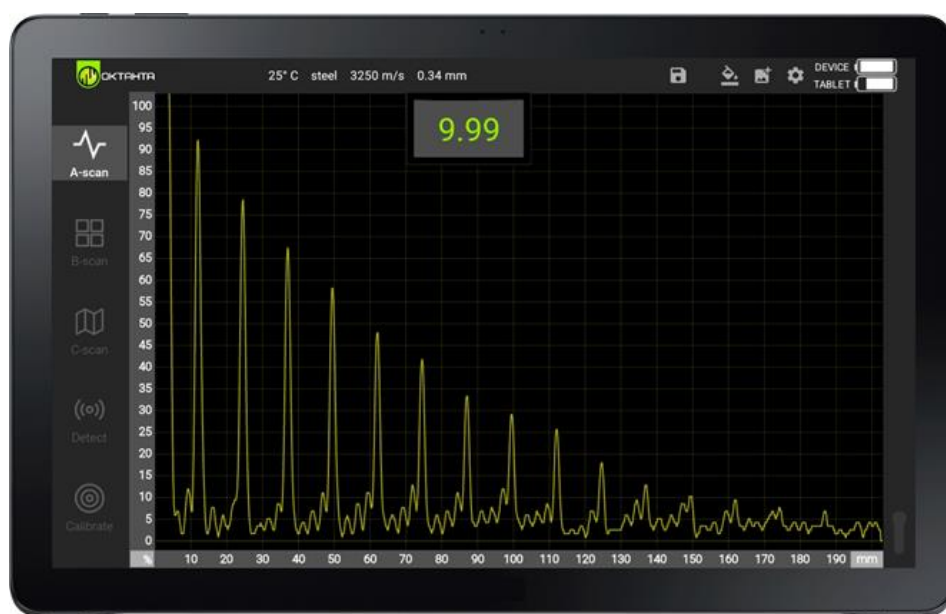 ОКТАНТА
25° C steel 3250 m/s 0.34 mm
DEVICE
TABLET
9.99
A-scan
B-scan
C-scan
Detect
Calibrate
100
95
90
85
80
75
70
65
60
55
50
45
40
35
30
25
20
15
10
5
0
% 10 20 30 40 50 60 70 80 90 100 110 120 130 140 150 160 170 180 190 mm